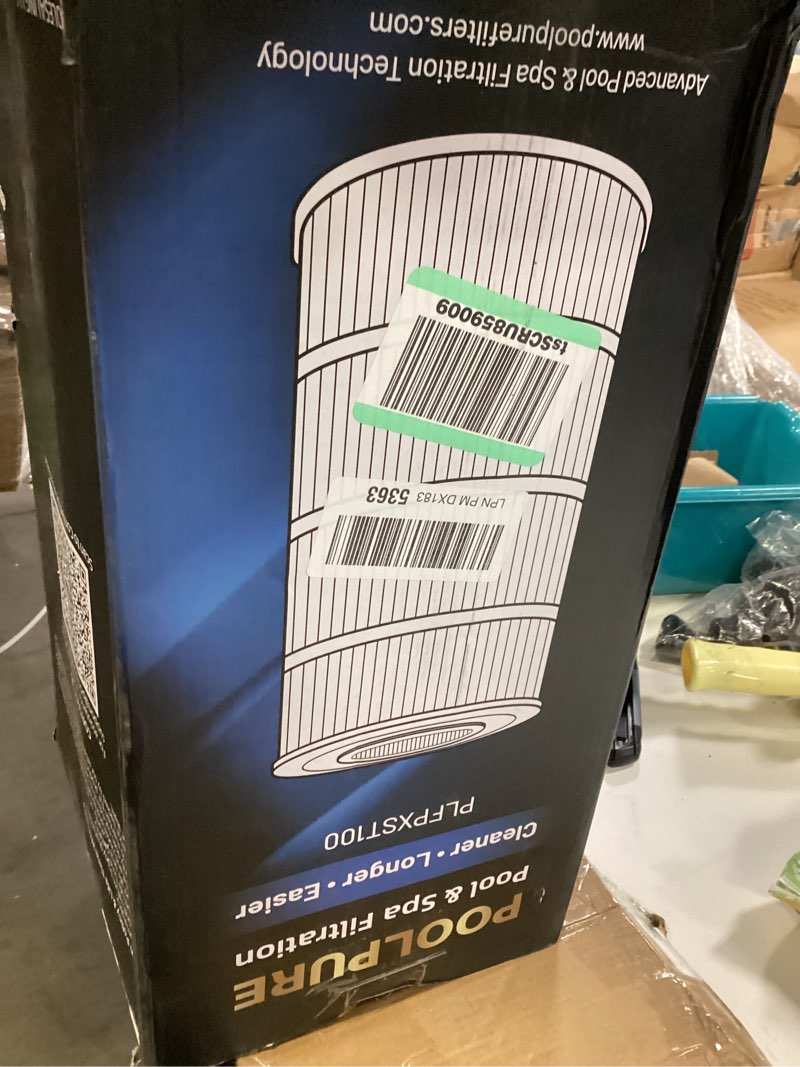 POOLPURE
Pool & Spa Filtration
Cleaner • Longer • Easier
PLFPXST100
LPN PM DX183 5363
tsSCRU859009
Advanced Pool & Spa Filtration Technology
www.poolpurefilters.com